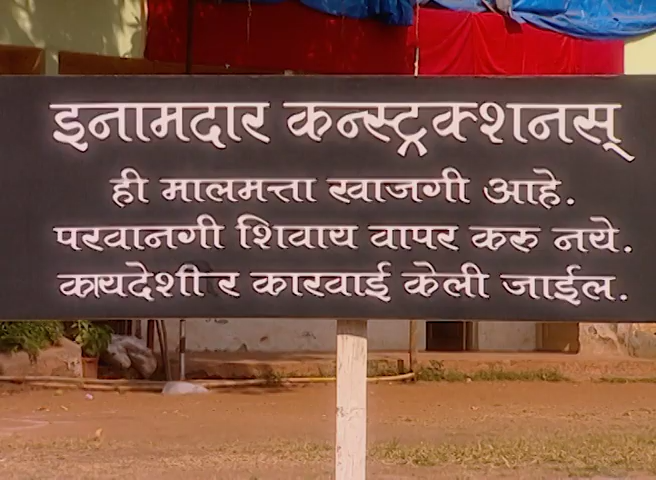 इनामदार कन्स्ट्रक्शनस्
ही मालमत्ता खाजगी आहे.
परवानगी शिवाय वापर करु नये.
कायदेशीर कारवाई केली जाईल.